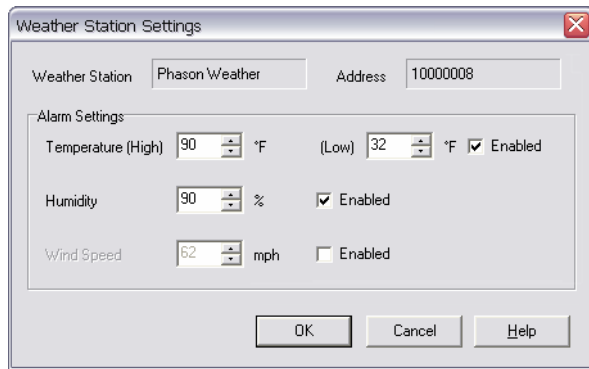 Weather Station Settings
Weather Station Phason Weather Address 10000008
Alarm Settings
Temperature (High) 90 °F (Low) 32 °F Enabled
Humidity 90 % Enabled
Wind Speed 62 mph Enabled
OK Cancel Help